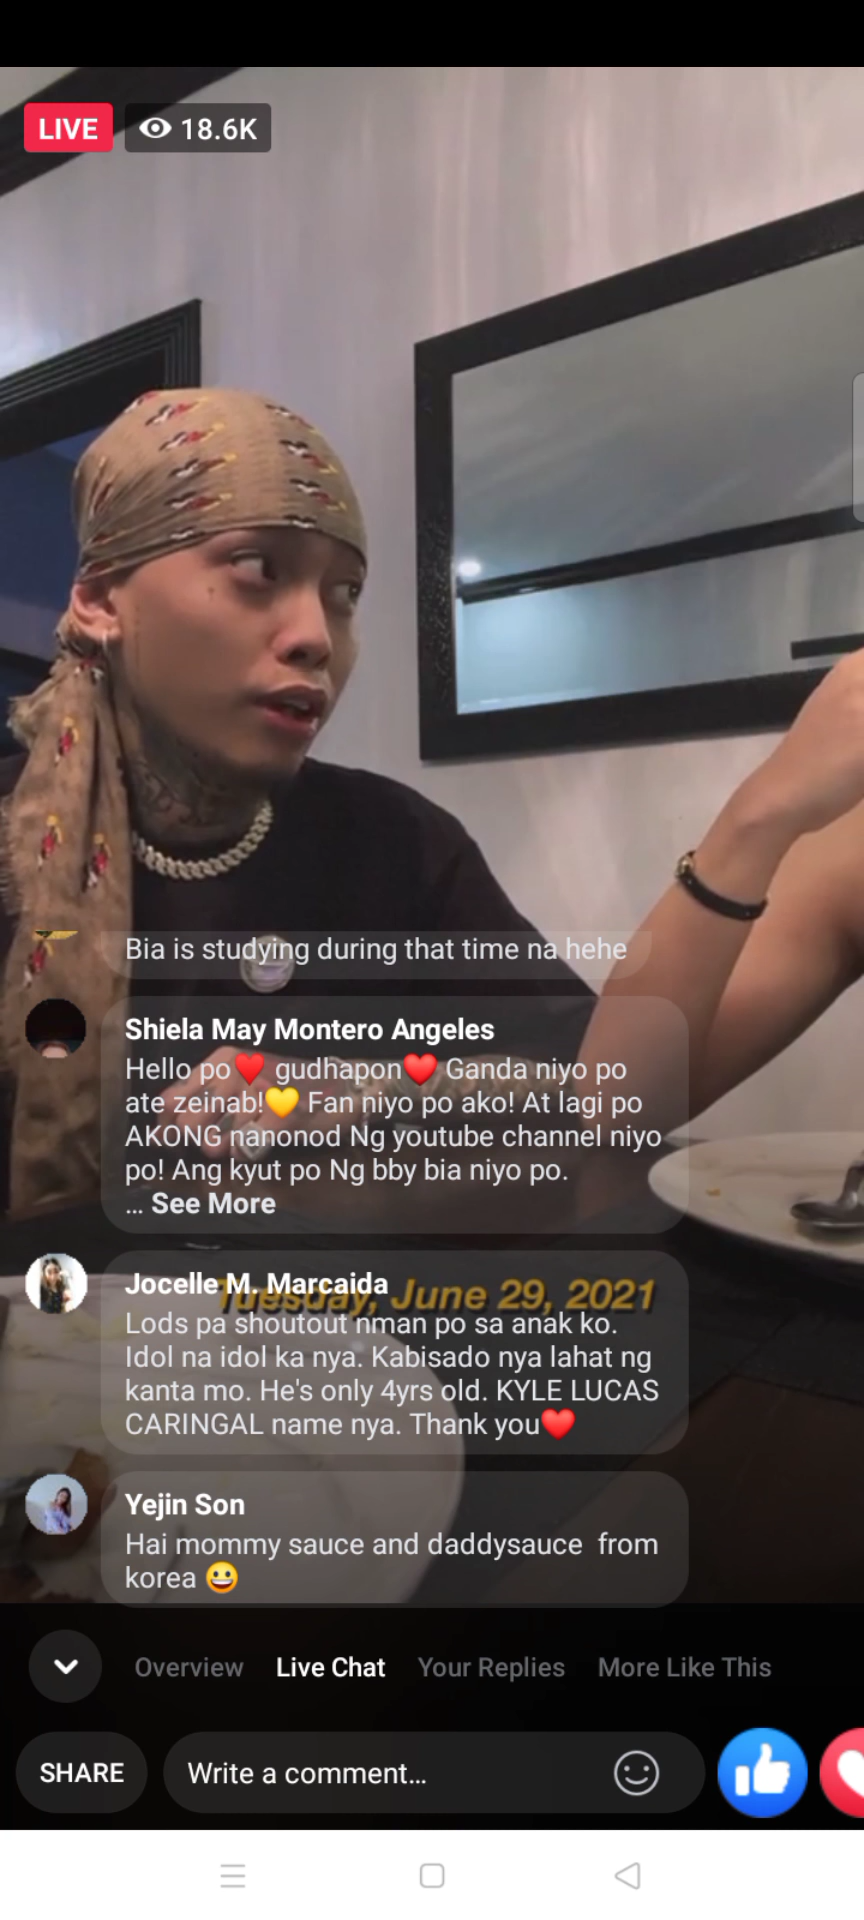 LIVE
18.6K
Bia is studying during that time na hehe
Shiela May Montero Angeles
Hello po❤️ gudhapon❤️ Ganda niyo po
ate zeinab!💛 Fan niyo po ako! At lagi po
AKONG nanonod Ng youtube channel niyo
po! Ang kyut po Ng bby bia niyo po.
... See More
Jocelle M. Marcaida
Tuesday, June 29, 2021
Lods pa shoutout nman po sa anak ko.
Idol na idol ka nya. Kabisado nya lahat ng
kanta mo. He's only 4yrs old. KYLE LUCAS
CARINGAL name nya. Thank you❤️
Yejin Son
Hai mommy sauce and daddysauce  from
korea 😀
Overview Live Chat Your Replies More Like This
SHARE
Write a comment...